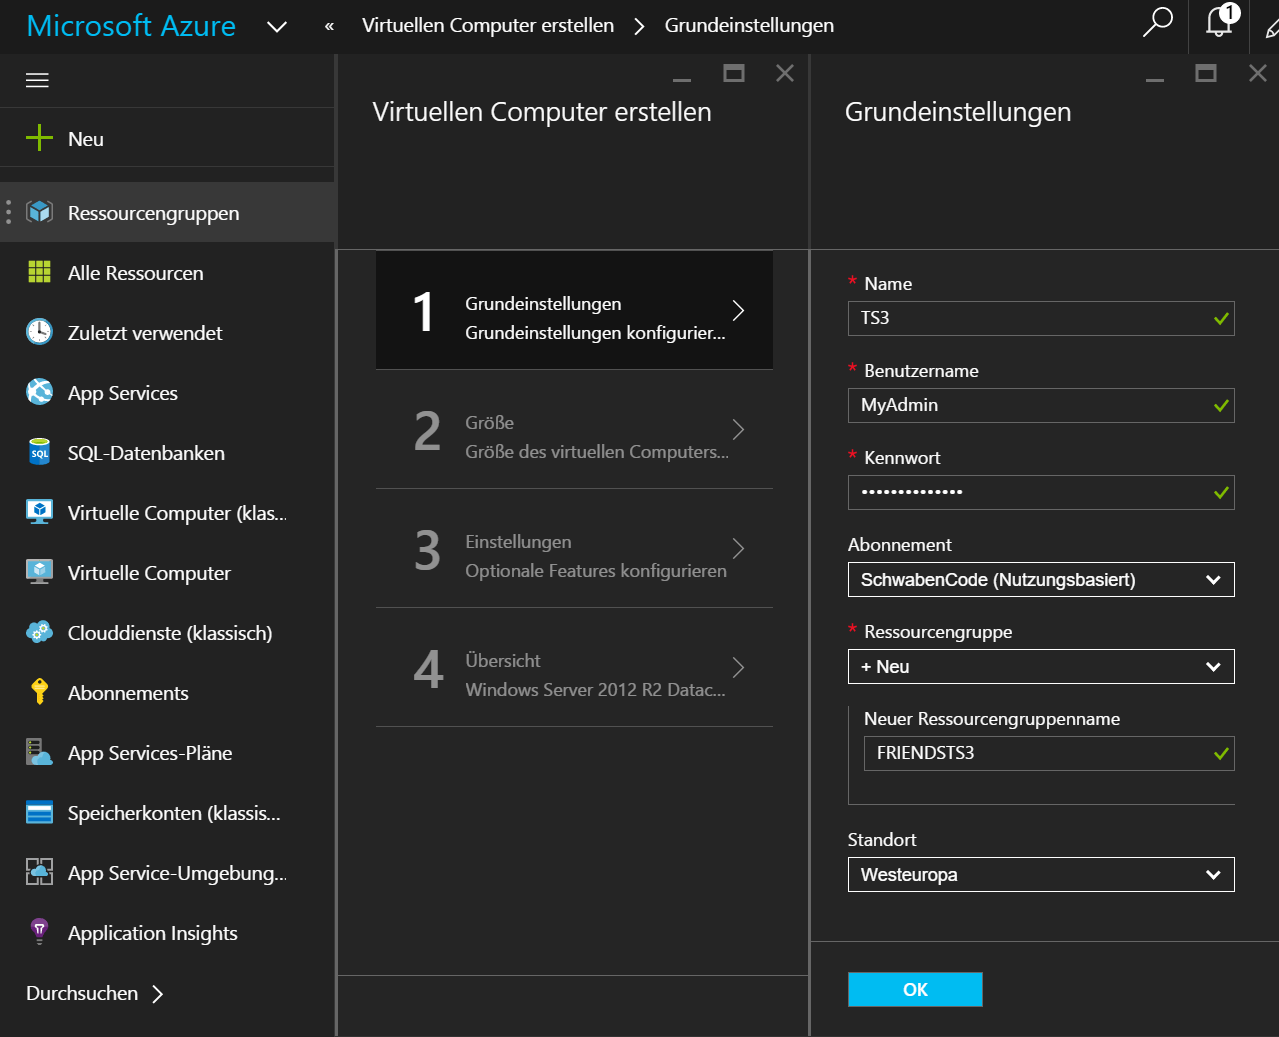 Microsoft Azure
« Virtuellen Computer erstellen > Grundeinstellungen
1
Neu
Ressourcengruppen
Alle Ressourcen
Zuletzt verwendet
App Services
SQL-Datenbanken
SQL
Virtuelle Computer (klas...
Virtuelle Computer
Clouddienste (klassisch)
Abonnements
App Services-Pläne
Speicherkonten (klassis...
App Service-Umgebung...
Application Insights
Durchsuchen >
Virtuellen Computer erstellen
1
Grundeinstellungen
Grundeinstellungen konfigurier...
2
Größe
Größe des virtuellen Computers...
3
Einstellungen
Optionale Features konfigurieren
4
Übersicht
Windows Server 2012 R2 Datac...
Grundeinstellungen
* Name
TS3
* Benutzername
MyAdmin
* Kennwort
••••••••••••••
Abonnement
SchwabenCode (Nutzungsbasiert)
* Ressourcengruppe
+ Neu
Neuer Ressourcengruppenname
FRIENDSTS3
Standort
Westeuropa
OK